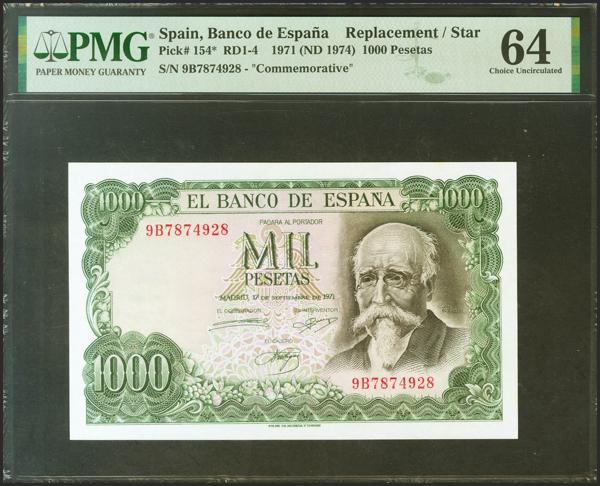 PMG®
PAPER MONEY GUARANTY
Spain, Banco de España Replacement / Star
Pick# 154* RD1-4 1971 (ND 1974) 1000 Pesetas
S/N 9B7874928 - "Commemorative"
64
Choice Uncirculated
1000 1000
EL BANCO DE ESPAÑA
PAGARA AL PORTADOR
9B7874928
MIL
PESETAS
MADRID, 17 DE SEPTIEMBRE DE 1971
EL GOBERNADOR EL INTERVENTOR
EL CAJERO
1000
9B7874928